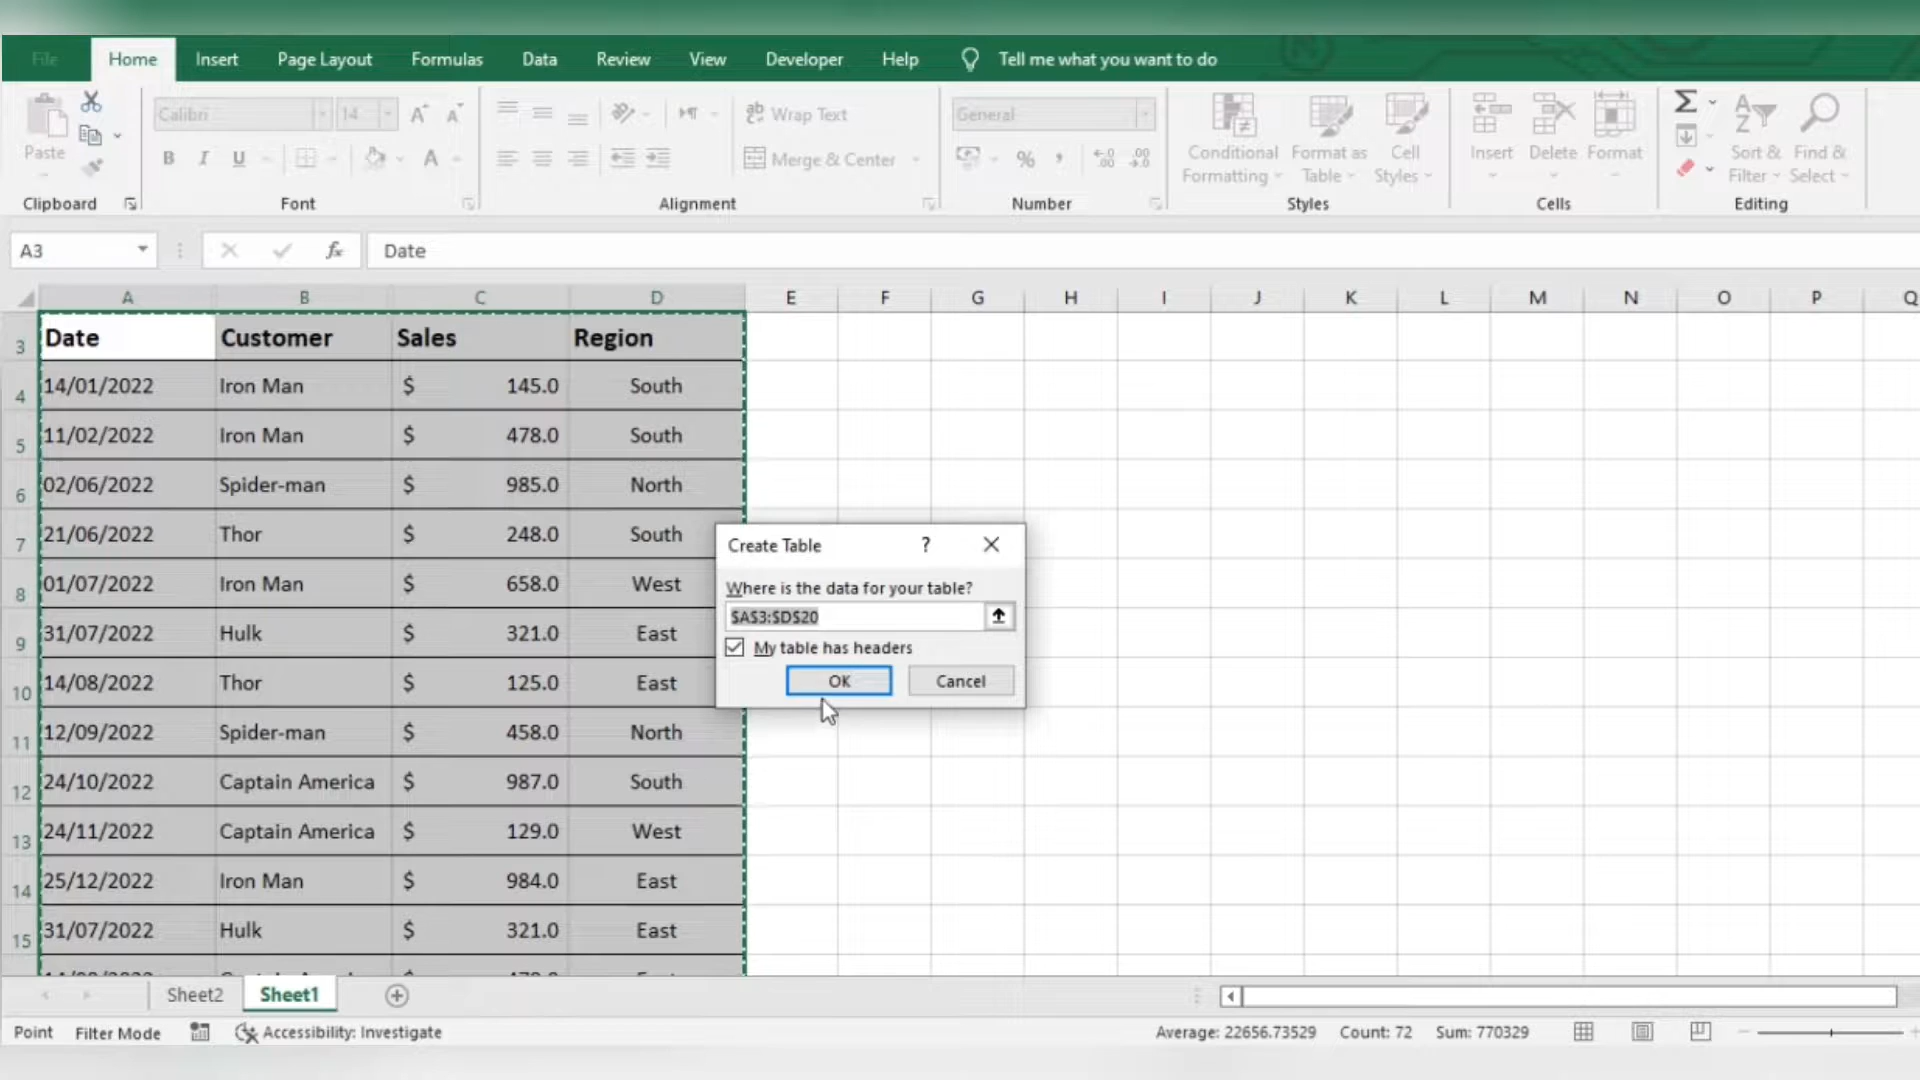 File Home Insert Page Layout Formulas Data Review View Developer Help Tell me what you want to do
Calibri 14 Wrap Text General
Paste B I U Merge & Center % Conditional Formatting Format as Table Cell Styles Insert Delete Format Sort & Filter Find & Select
Clipboard Font Alignment Number Styles Cells Editing
A3 fx Date
A B C D E F G H I J K L M N O P Q
3 Date Customer Sales Region
4 14/01/2022 Iron Man $ 145.0 South
5 11/02/2022 Iron Man $ 478.0 South
6 02/06/2022 Spider-man $ 985.0 North
7 21/06/2022 Thor $ 248.0 South
8 01/07/2022 Iron Man $ 658.0 West
9 31/07/2022 Hulk $ 321.0 East
10 14/08/2022 Thor $ 125.0 East
11 12/09/2022 Spider-man $ 458.0 North
12 24/10/2022 Captain America $ 987.0 South
13 24/11/2022 Captain America $ 129.0 West
14 25/12/2022 Iron Man $ 984.0 East
15 31/07/2022 Hulk $ 321.0 East
Create Table ?
Where is the data for your table?
$A$3:$D$20
My table has headers
OK Cancel
Sheet2 Sheet1
Point Filter Mode Accessibility: Investigate Average: 22656.73529 Count: 72 Sum: 770329